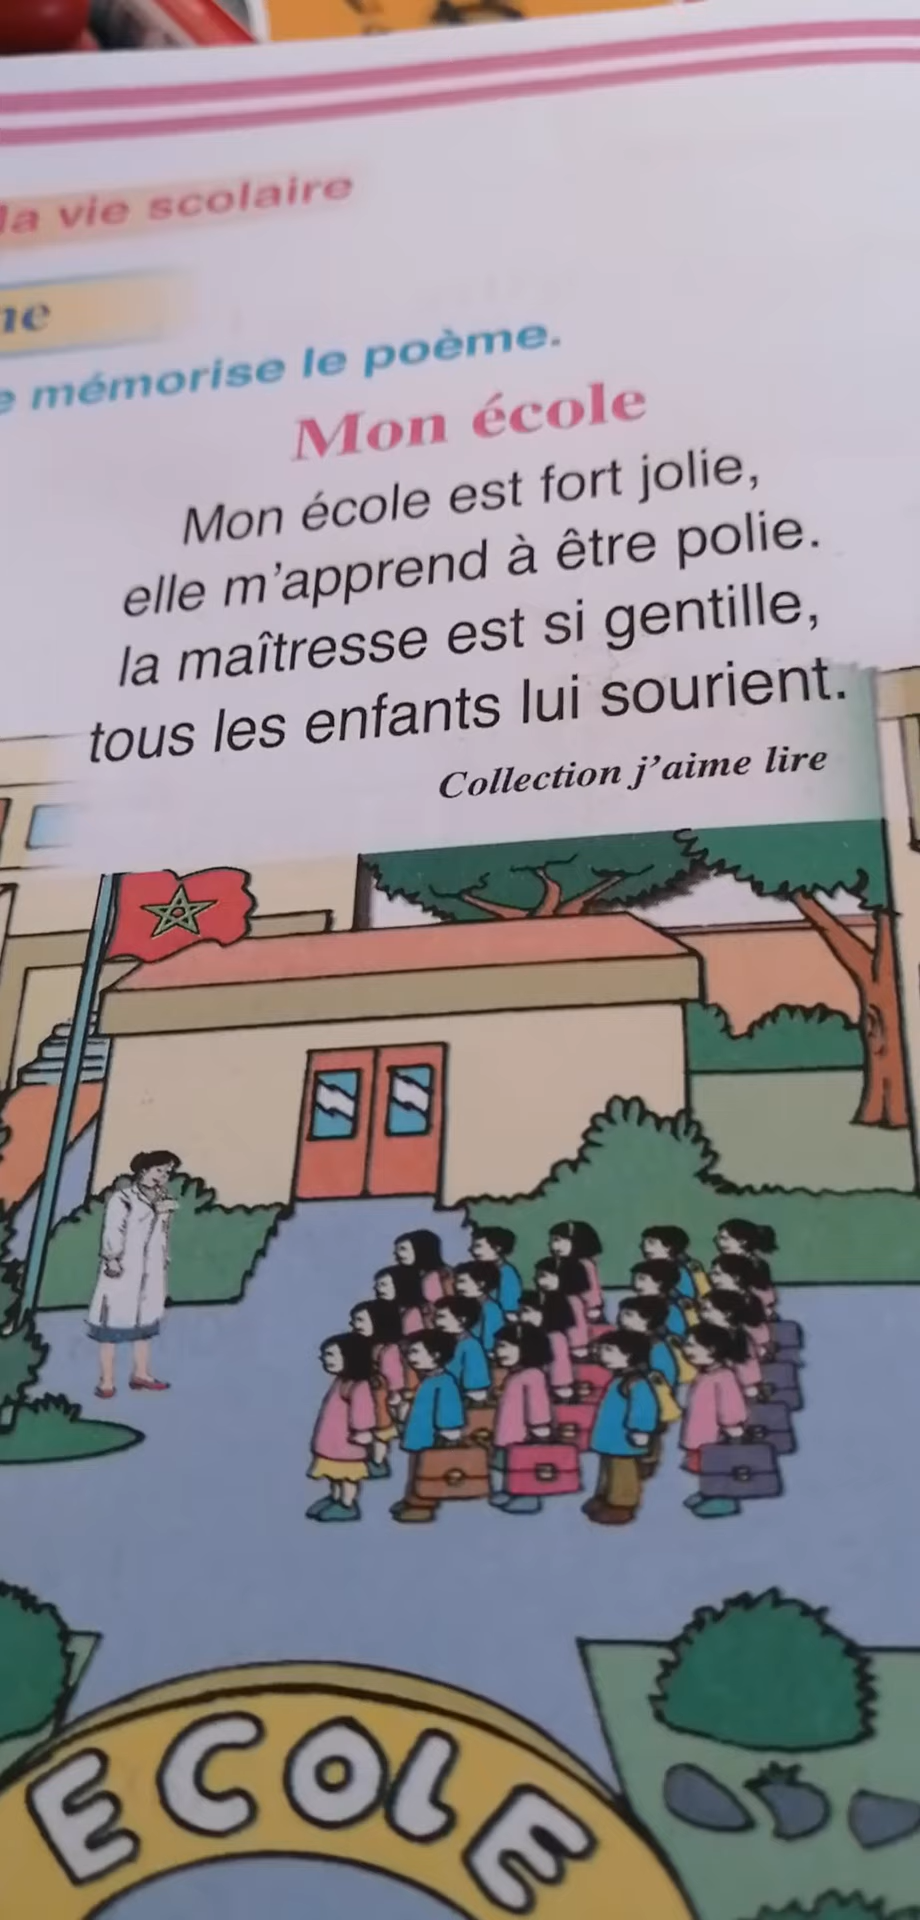 la vie scolaire
mémorise le poème.
Mon école
Mon école est fort jolie,
elle m'apprend à être polie.
la maîtresse est si gentille,
tous les enfants lui sourient.
Collection j'aime lire
ECOLE